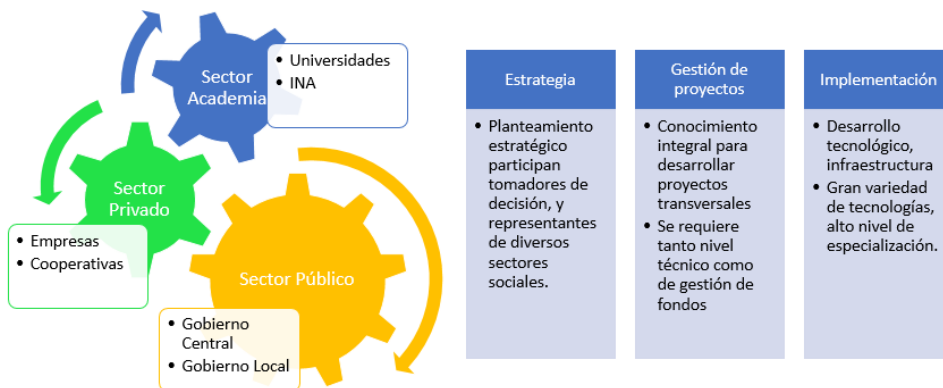 Sector
Academia
• Universidades
• INA
Sector
Privado
• Empresas
• Cooperativas
Sector Público
• Gobierno
Central
• Gobierno Local
Estrategia
• Planteamiento
estratégico
participan
tomadores de
decisión, y
representantes
de diversos
sectores
sociales.
Gestión de
proyectos
• Conocimiento
integral para
desarrollar
proyectos
transversales
• Se requiere
tanto nivel
técnico como
de gestión de
fondos
Implementación
• Desarrollo
tecnológico,
infraestructura
• Gran variedad
de tecnologías,
alto nivel de
especialización.